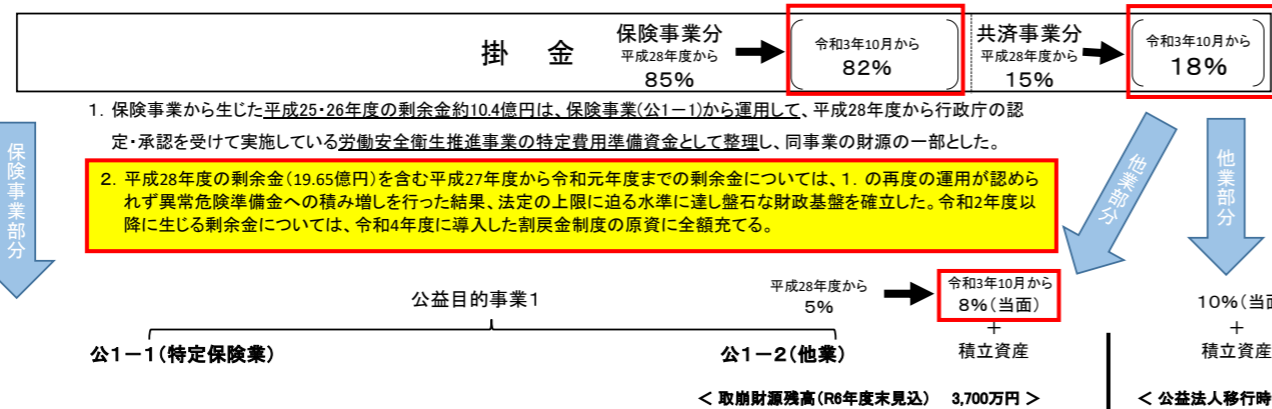 掛 金
保険事業分
平成28年度から
85%
令和3年10月から
82%
共済事業分
平成28年度から
15%
令和3年10月から
18%
1. 保険事業から生じた平成25・26年度の剰余金約10.4億円は、保険事業(公1-1)から運用して、平成28年度から行政庁の認
定・承認を受けて実施している労働安全衛生推進事業の特定費用準備資金として整理し、同事業の財源の一部とした。
保険事業部分
2. 平成28年度の剰余金(19.65億円)を含む平成27年度から令和元年度までの剰余金については、1. の再度の運用が認めら
れず異常危険準備金への積み増しを行った結果、法定の上限に迫る水準に達し盤石な財政基盤を確立した。令和2年度以
降に生じる剰余金については、令和4年度に導入した割戻金制度の原資に全額充てる。
他業部分
他業部分
公益目的事業1
平成28年度から
5%
令和3年10月から
8%(当面)
+
積立資産
10%(当面
+
積立資産
公1-1(特定保険業)
公1-2(他業)
< 取崩財源残高(R6年度末見込) 3,700万円 >
< 公益法人移行時